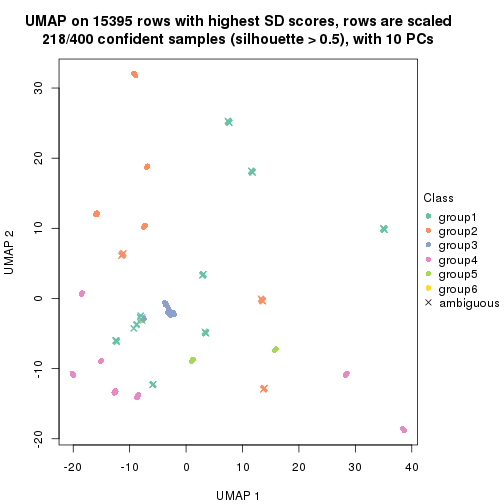 UMAP on 15395 rows with highest SD scores, rows are scaled
218/400 confident samples (silhouette > 0.5), with 10 PCs
30
20
10
0
-10
-20
UMAP 2
-20
-10
0
10
20
30
40
UMAP 1
Class
group1
group2
group3
group4
group5
group6
ambiguous